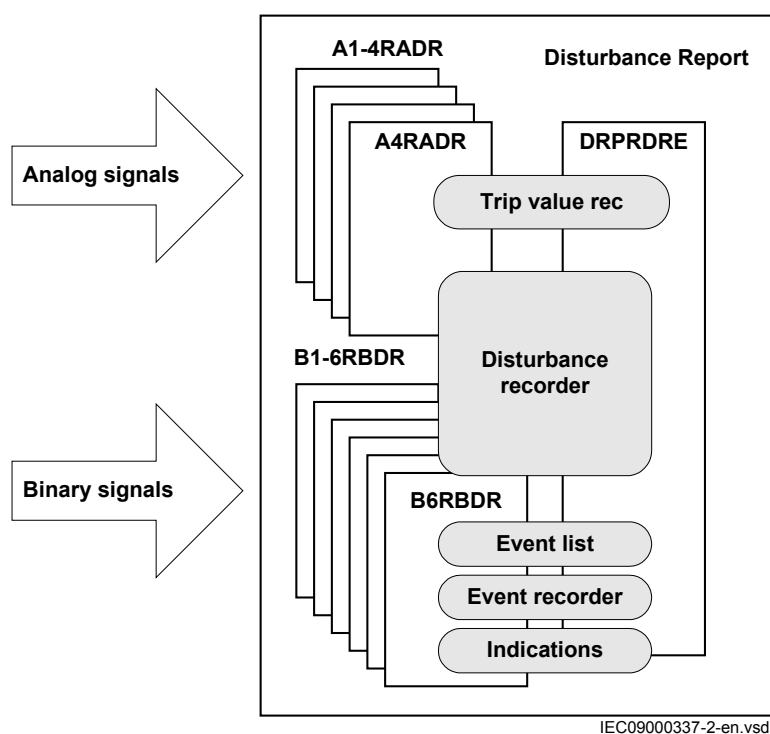 A1-4RADR
Disturbance Report
A4RADR
DRPRDRE
Analog signals
Trip value rec
B1-6RBDR
Disturbance
recorder
Binary signals
B6RBDR
Event list
Event recorder
Indications
IEC09000337-2-en.vsd